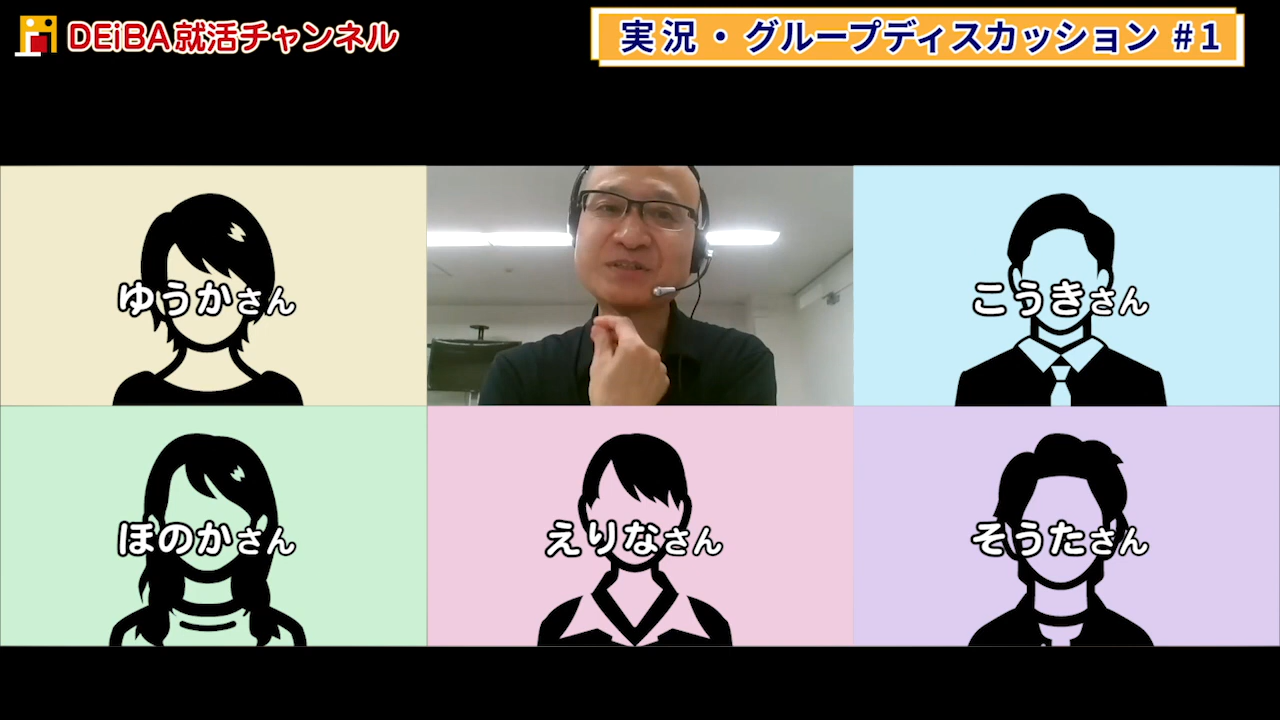 DEiBA就活チャンネル
実況・グループディスカッション #1
ゆうかさん
こうきさん
ほのかさん
えりなさん
そうたさん